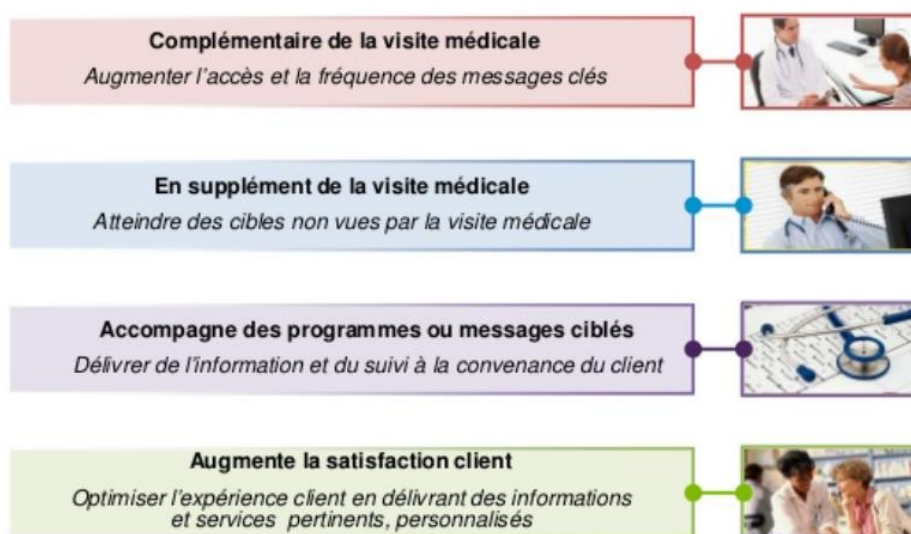 Complémentaire de la visite médicale
Augmenter l'accès et la fréquence des messages clés
En supplément de la visite médicale
Atteindre des cibles non vues par la visite médicale
Accompagne des programmes ou messages ciblés
Délivrer de l'information et du suivi à la convenance du client
Augmente la satisfaction client
Optimiser l'expérience client en délivrant des informations
et services pertinents, personnalisés